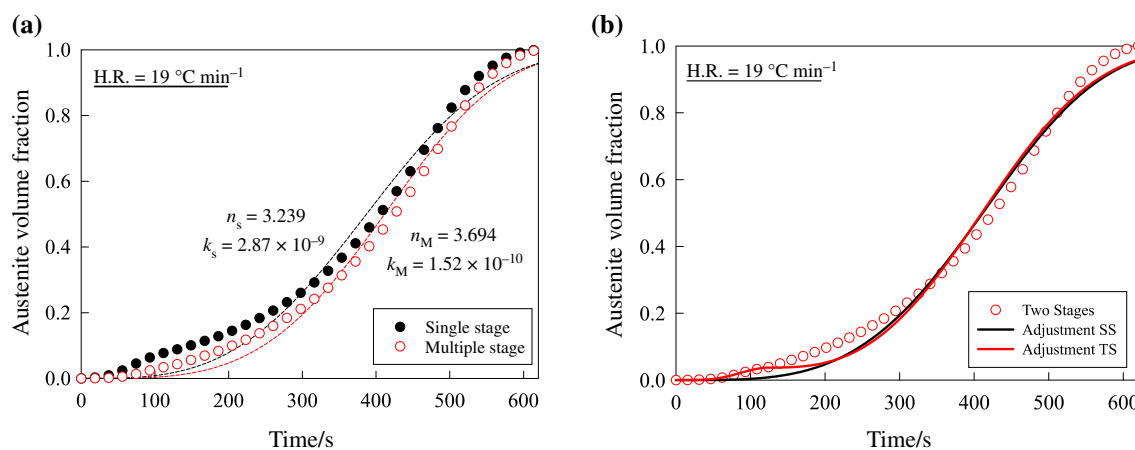 (a)
H.R. = 19 °C min⁻¹
Austenite volume fraction
1.0
0.8
0.6
0.4
0.2
0.0
nₛ = 3.239
kₛ = 2.87 × 10⁻⁹
n_M = 3.694
k_M = 1.52 × 10⁻¹⁰
Single stage
Multiple stage
0 100 200 300 400 500 600
Time/s
(b)
H.R. = 19 °C min⁻¹
Austenite volume fraction
1.0
0.8
0.6
0.4
0.2
0.0
Two Stages
Adjustment SS
Adjustment TS
0 100 200 300 400 500 600
Time/s